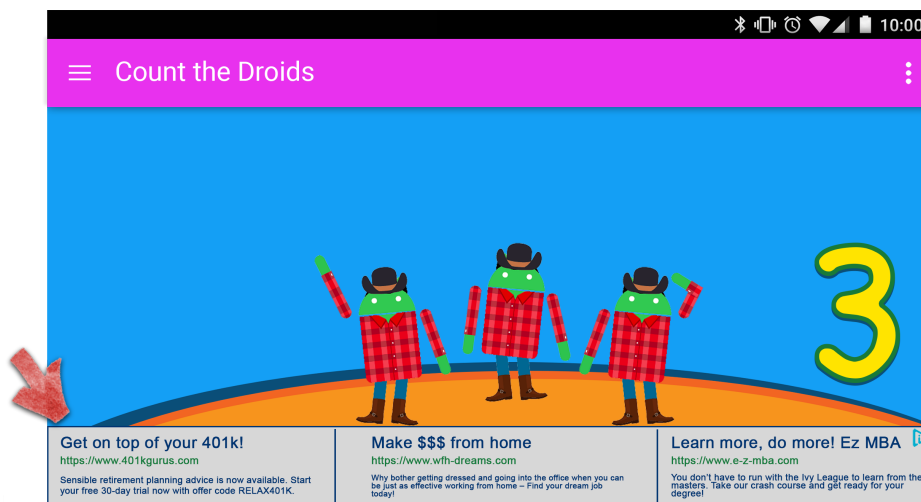 10:00
Count the Droids
3
Get on top of your 401k!
https://www.401kgurus.com
Sensible retirement planning advice is now available. Start
your free 30-day trial now with offer code RELAX401K.
Make $$$ from home
https://www.wfh-dreams.com
Why bother getting dressed and going into the office when you can
be just as effective working from home – Find your dream job
today!
Learn more, do more! Ez MBA
https://www.e-z-mba.com
You don't have to run with the Ivy League to learn from the
masters. Take our crash course and get ready for your
degree!